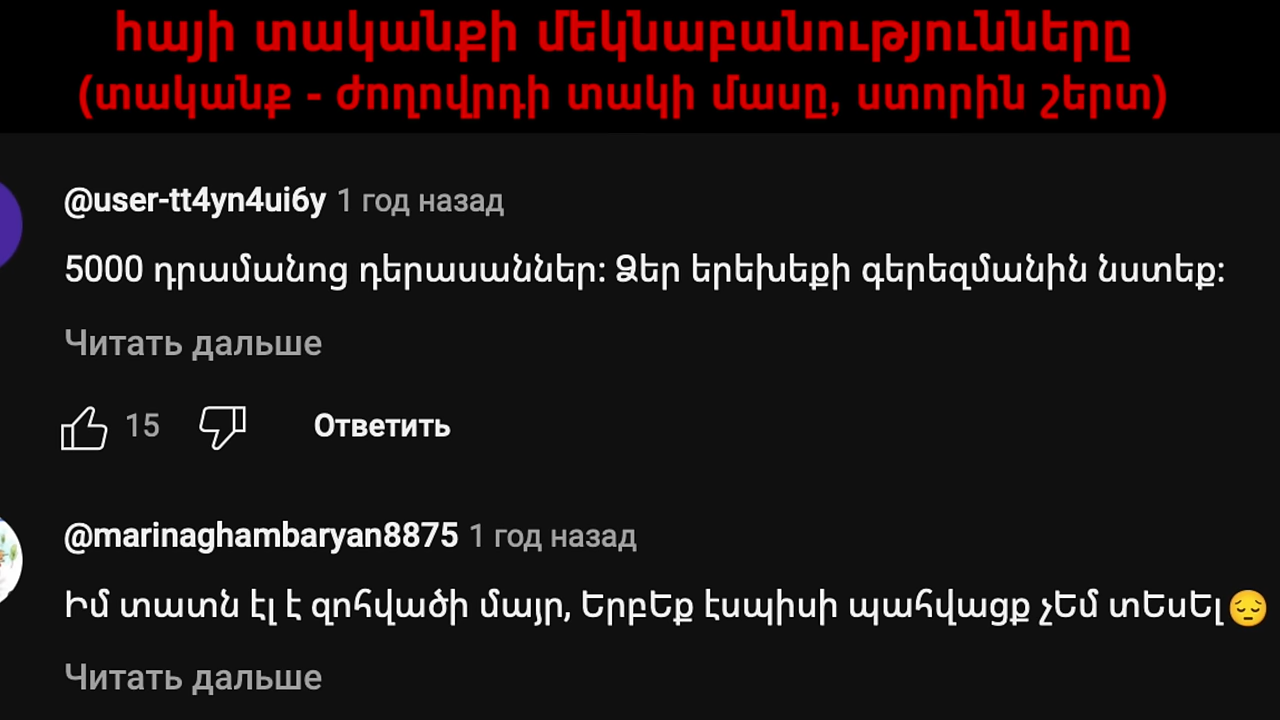 հայի տականքի մեկնաբանությունները
(տականք - ժողովրդի տակի մասը, ստորին շերտ)
@user-tt4yn4ui6y 1 год назад
5000 դրամանոց դերասաններ: Ձեր երեխեքի գերեզմանին նստեք:
Читать дальше
15 Ответить
@marinaghambaryan8875 1 год назад
Իմ տատն էլ է զոհվածի մայր, ԵրբԵք էսպիսի պահվացք չԵմ տԵսԵլ😔
Читать дальше